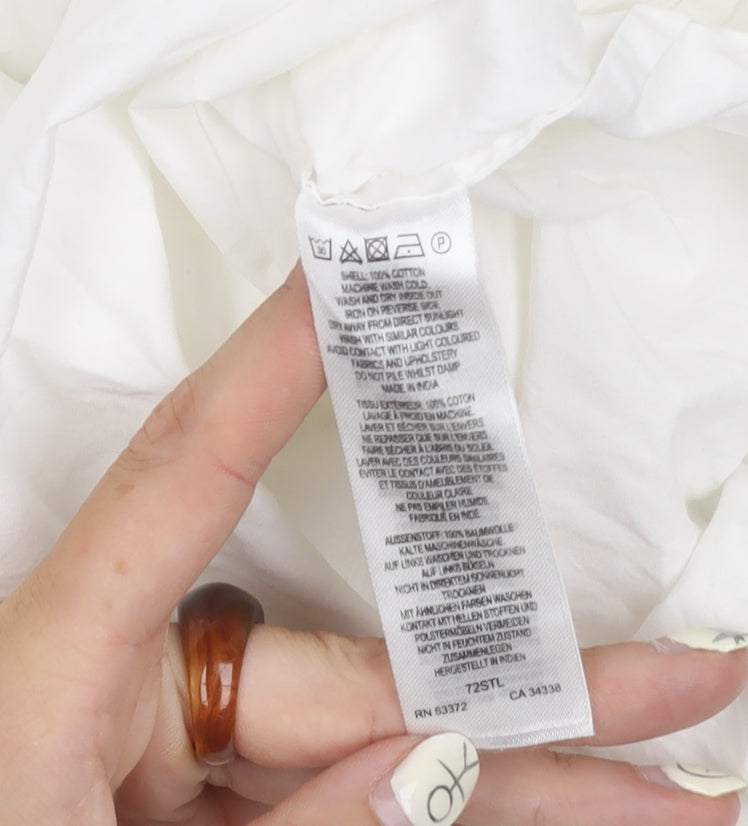 30
P
SHELL: 100% COTTON
MACHINE WASH COLD
WASH AND DRY INSIDE OUT
IRON ON REVERSE SIDE
DRY AWAY FROM DIRECT SUNLIGHT
WASH WITH SIMILAR COLOURS
AVOID CONTACT WITH LIGHT COLOURED
FABRICS AND UPHOLSTERY
DO NOT PILE WHILST DAMP
MADE IN INDIA
TISSU EXTÉRIEUR: 100% COTON
LAVAGE À FROID EN MACHINE.
LAVER ET SÉCHER SUR L'ENVERS
NE REPASSER QUE SUR L'ENVERS
FAIRE SÉCHER À L'ABRIS DU SOLEIL
LAVER AVEC DES COULEURS SIMILAIRES
EVITER LE CONTACT AVEC DES ÉTOFFES
ET TISSUS D'AMEUBLEMENT DE
COULEUR CLAIRE
NE PAS EMPILER HUMIDE
FABRIQUÉ EN INDE
AUSSENSTOFF: 100% BAUMWOLLE
KALTE MASCHINENWÄSCHE
AUF LINKS WASCHEN UND TROCKNEN
AUF LINKS BÜGELN
NICHT IN DIREKTEM SONNENLICHT
TROCKNEN
MIT ÄHNLICHEN FARBEN WASCHEN
KONTAKT MIT HELLEN STOFFEN UND
POLSTERMÖBELN VERMEIDEN
NICHT IN FEUCHTEM ZUSTAND
ZUSAMMENLEGEN
HERGESTELLT IN INDIEN
72STL
RN 53372 CA 34338